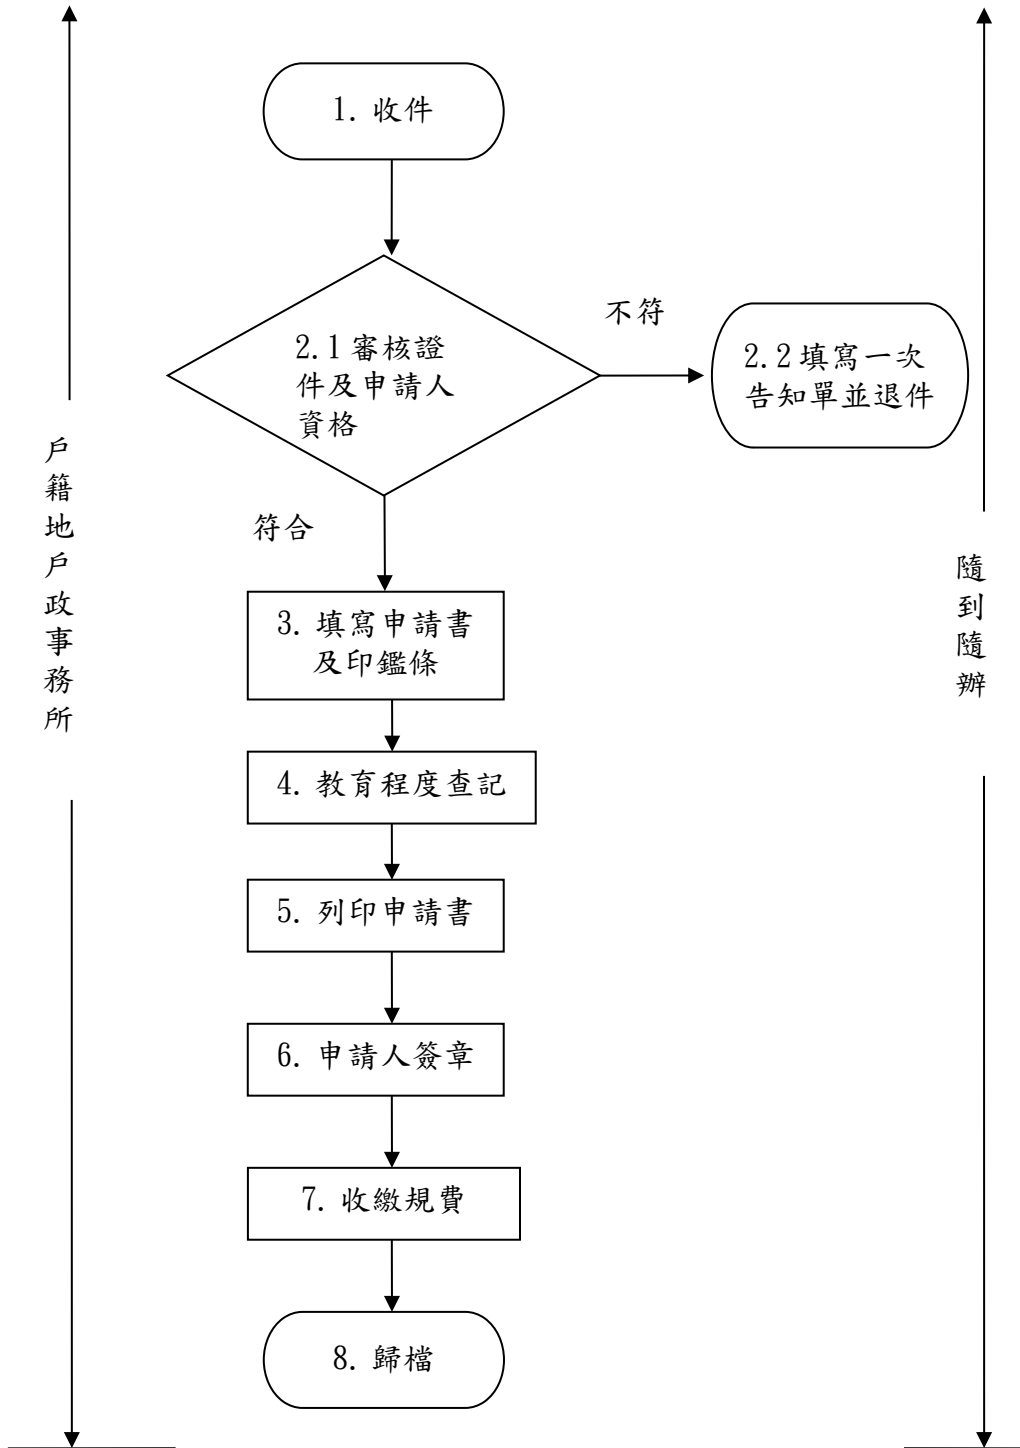 1. 收件
2.1 審核證
件及申請人
資格
不符
2.2 填寫一次
告知單並退件
符合
3. 填寫申請書
及印鑑條
4. 教育程度查記
5. 列印申請書
6. 申請人簽章
7. 收繳規費
8. 歸檔
戶籍地戶政事務所
隨到隨辦